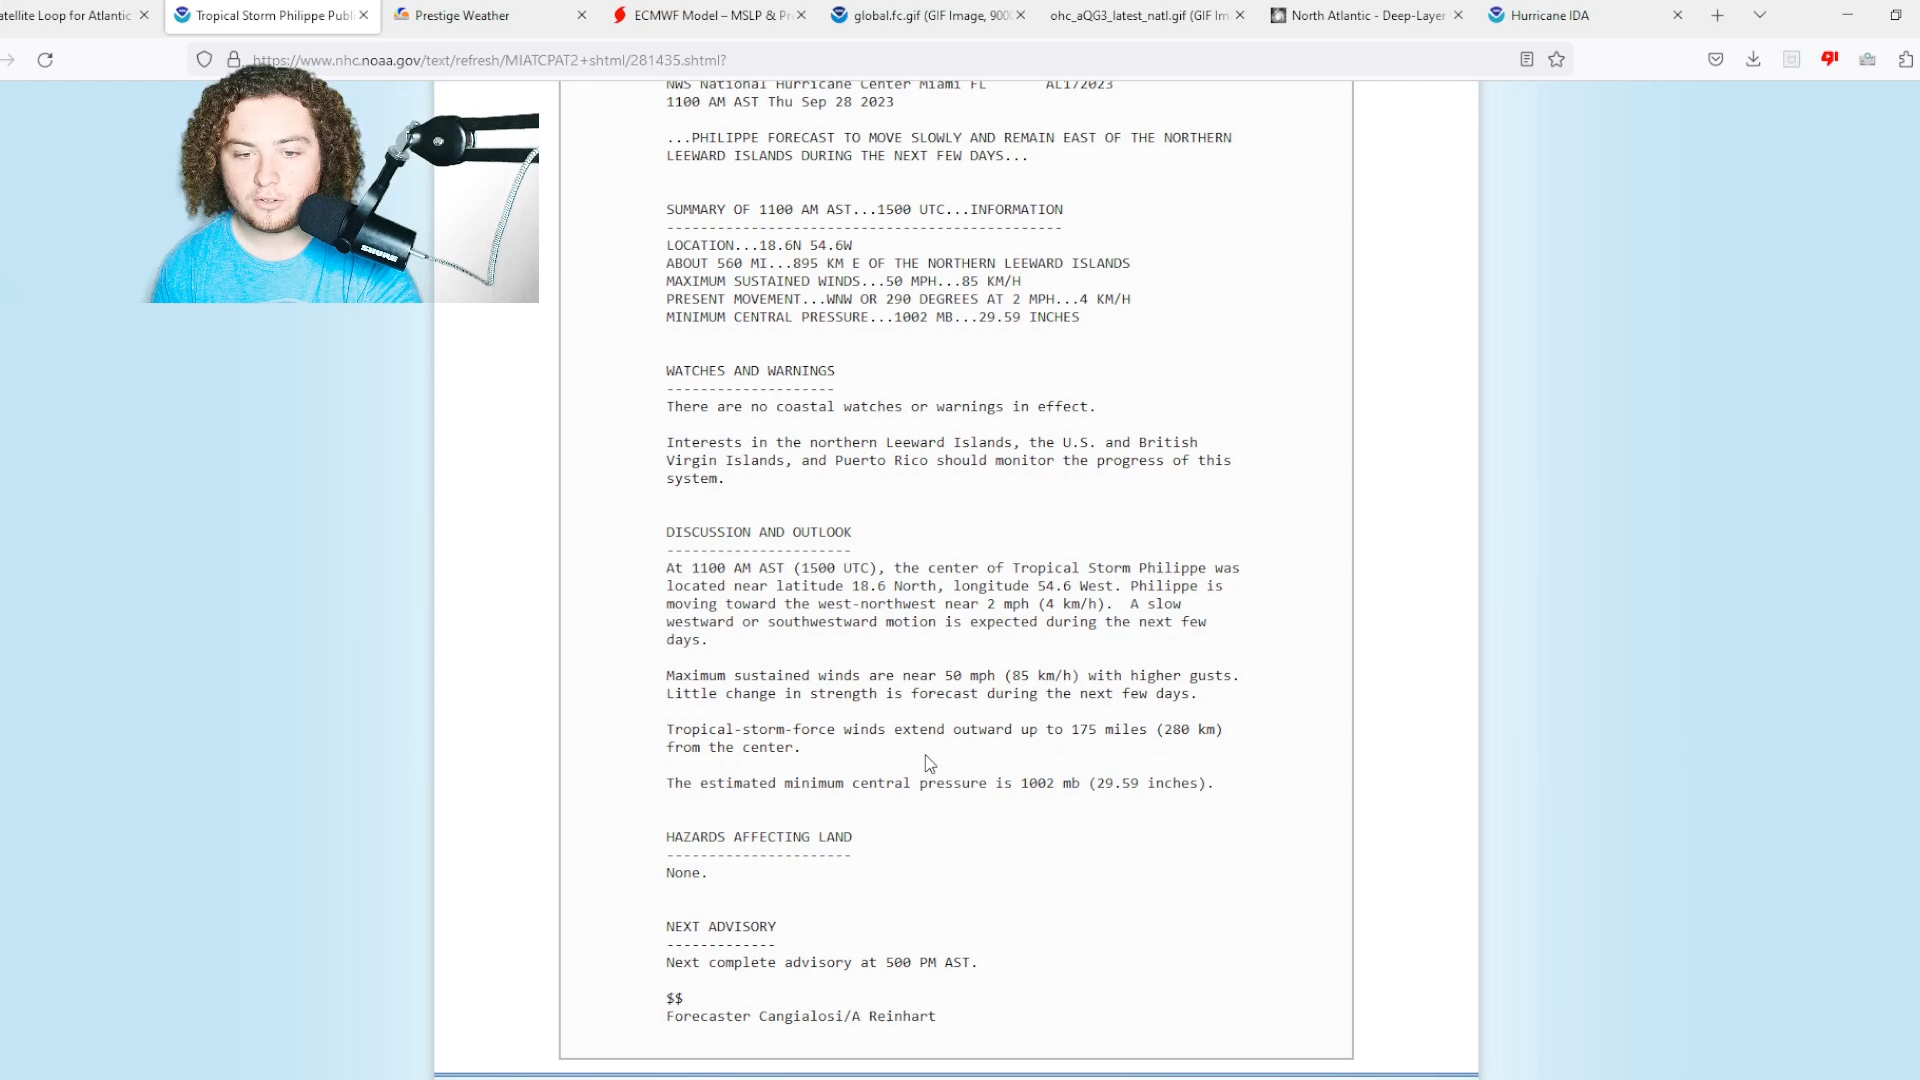 atellite Loop for Atlantic
Tropical Storm Philippe Publ
Prestige Weather
ECMWF Model – MSLP & Pr
global.fc.gif (GIF Image, 900
ohc_aQG3_latest_natl.gif (GIF Im
North Atlantic - Deep-Layer
Hurricane IDA
https://www.nhc.noaa.gov/text/refresh/MIATCPAT2+shtml/281435.shtml?
NWS National Hurricane Center Miami FL AL172023
1100 AM AST Thu Sep 28 2023
...PHILIPPE FORECAST TO MOVE SLOWLY AND REMAIN EAST OF THE NORTHERN
LEEWARD ISLANDS DURING THE NEXT FEW DAYS...
SUMMARY OF 1100 AM AST...1500 UTC...INFORMATION
-----------------------------------------------
LOCATION...18.6N 54.6W
ABOUT 560 MI...895 KM E OF THE NORTHERN LEEWARD ISLANDS
MAXIMUM SUSTAINED WINDS...50 MPH...85 KM/H
PRESENT MOVEMENT...WNW OR 290 DEGREES AT 2 MPH...4 KM/H
MINIMUM CENTRAL PRESSURE...1002 MB...29.59 INCHES
WATCHES AND WARNINGS
--------------------
There are no coastal watches or warnings in effect.
Interests in the northern Leeward Islands, the U.S. and British
Virgin Islands, and Puerto Rico should monitor the progress of this
system.
DISCUSSION AND OUTLOOK
----------------------
At 1100 AM AST (1500 UTC), the center of Tropical Storm Philippe was
located near latitude 18.6 North, longitude 54.6 West. Philippe is
moving toward the west-northwest near 2 mph (4 km/h).  A slow
westward or southwestward motion is expected during the next few
days.
Maximum sustained winds are near 50 mph (85 km/h) with higher gusts.
Little change in strength is forecast during the next few days.
Tropical-storm-force winds extend outward up to 175 miles (280 km)
from the center.
The estimated minimum central pressure is 1002 mb (29.59 inches).
HAZARDS AFFECTING LAND
----------------------
None.
NEXT ADVISORY
-------------
Next complete advisory at 500 PM AST.
$$
Forecaster Cangialosi/A Reinhart
SHURE